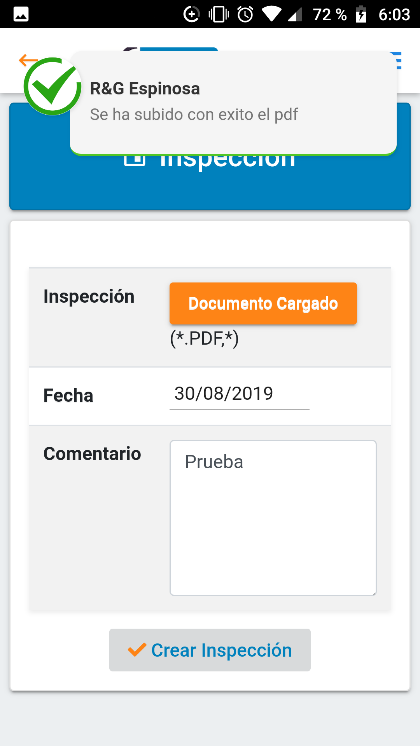 72 % 6:03
R&G Espinosa
Se ha subido con exito el pdf
Inspección
Inspección
Documento Cargado
(*.PDF,*)
Fecha
30/08/2019
Comentario
Prueba
Crear Inspección